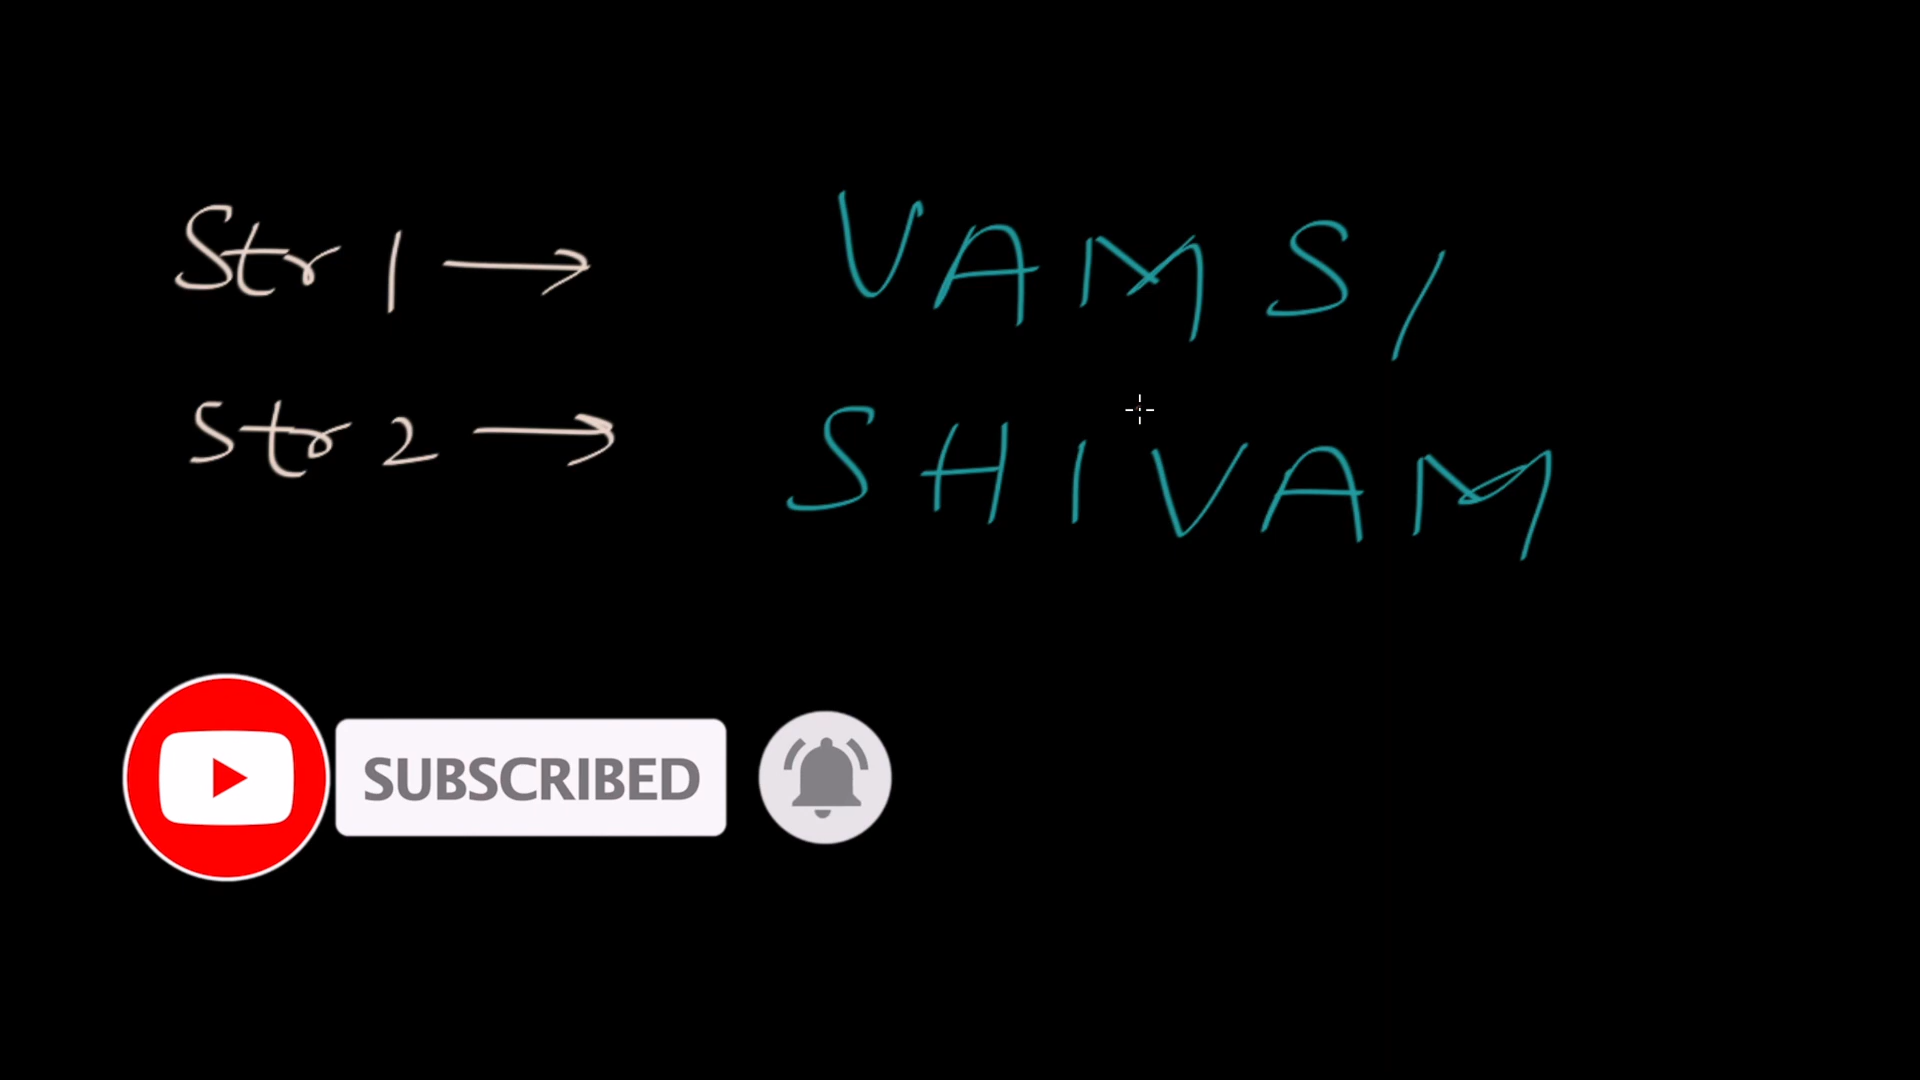 Str 1 → VAMSI
Str 2 → SHIVAM
SUBSCRIBED